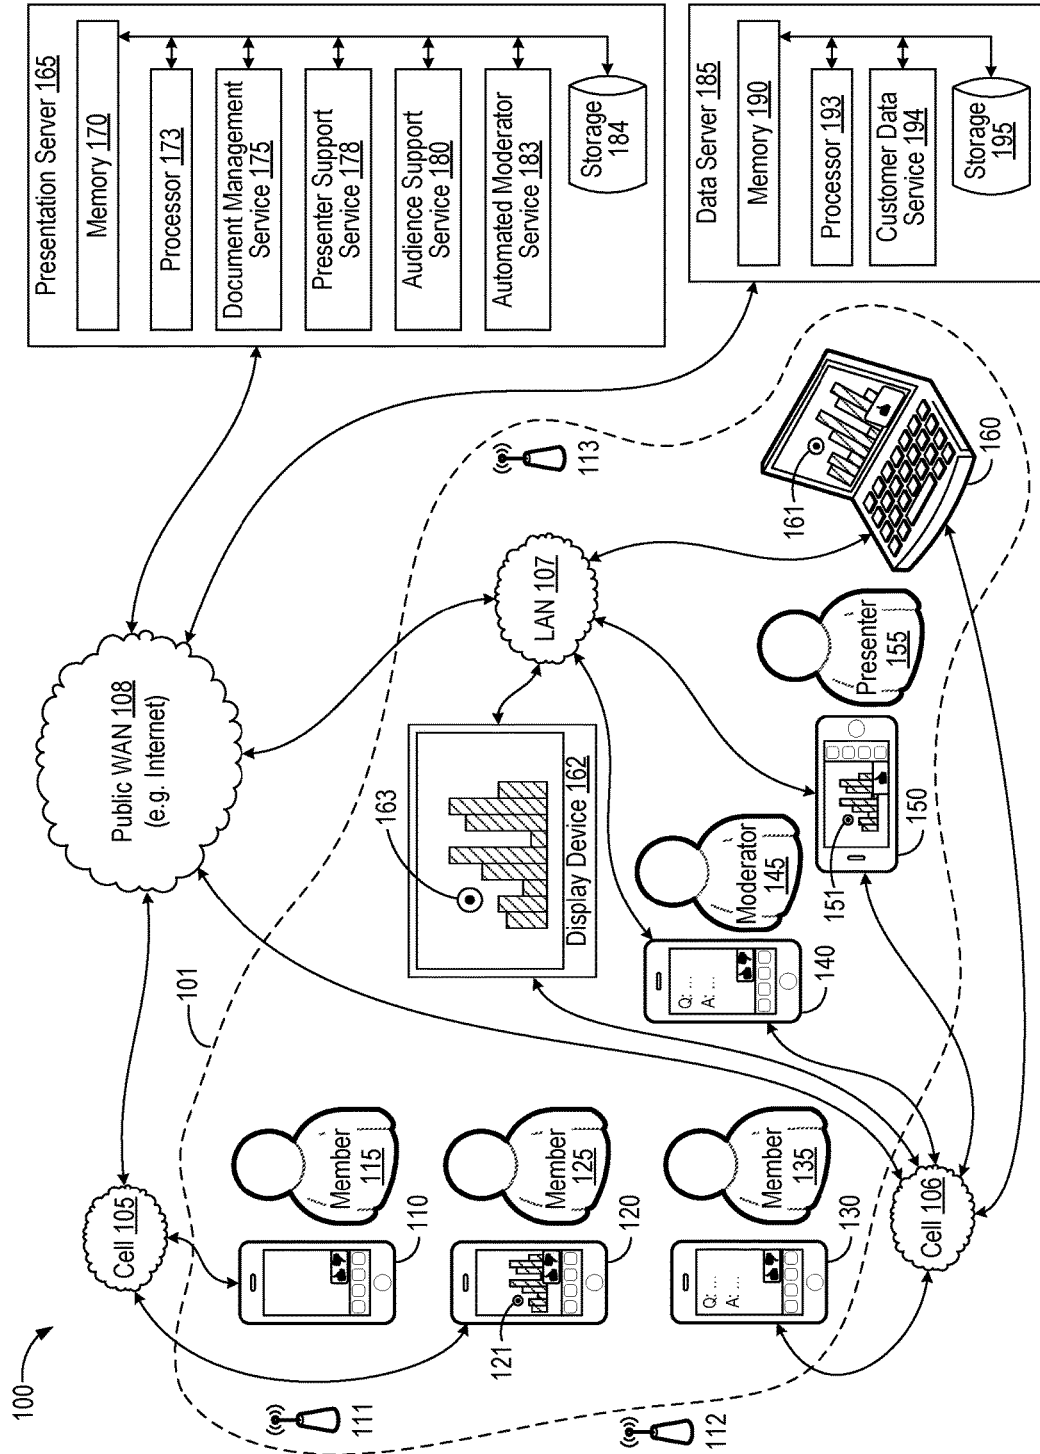 100
101
Cell 105
Public WAN 108
(e.g. Internet)
Presentation Server 165
Memory 170
Processor 173
Document Management
Service 175
Presenter Support
Service 178
Audience Support
Service 180
Automated Moderator
Service 183
Storage
184
Data Server 185
Memory 190
Processor 193
Customer Data
Service 194
Storage
195
111
112
113
110
Member
115
121
120
Member
125
Q: ...
A: ...
130
Member
135
Cell 106
163
Display Device 162
LAN 107
Q: ...
A: ...
140
Moderator
145
151
150
Presenter
155
161
160